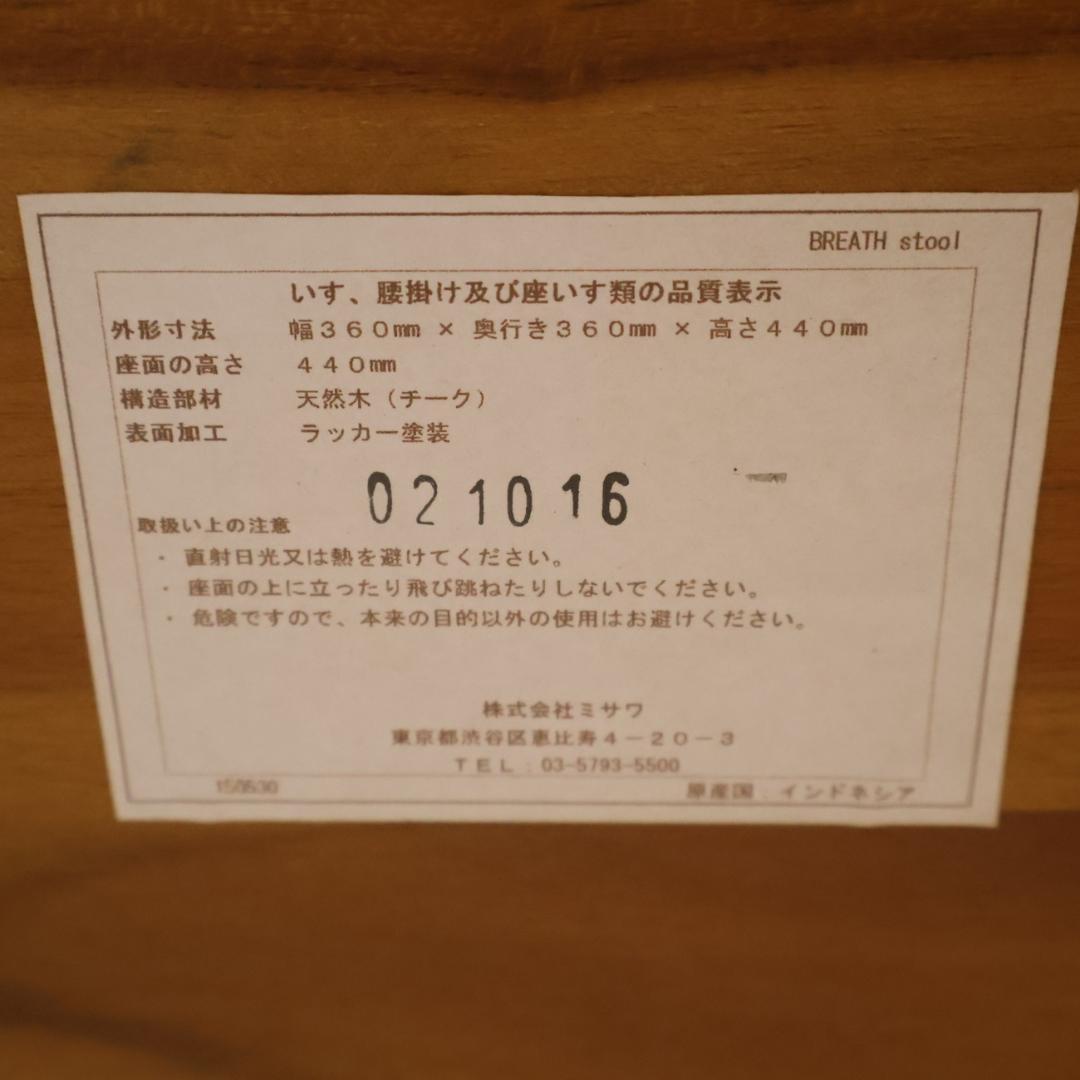 BREATH stool
いす、腰掛け及び座いす類の品質表示
外形寸法 幅３６０㎜ × 奥行き３６０㎜ × 高さ４４０㎜
座面の高さ ４４０㎜
構造部材 天然木（チーク）
表面加工 ラッカー塗装
021016
取扱い上の注意
・ 直射日光又は熱を避けてください。
・ 座面の上に立ったり飛び跳ねたりしないでください。
・ 危険ですので、本来の目的以外の使用はお避けください。
株式会社ミサワ
東京都渋谷区恵比寿４－２０－３
ＴＥＬ：03-5793-5500
150530
原産国：インドネシア